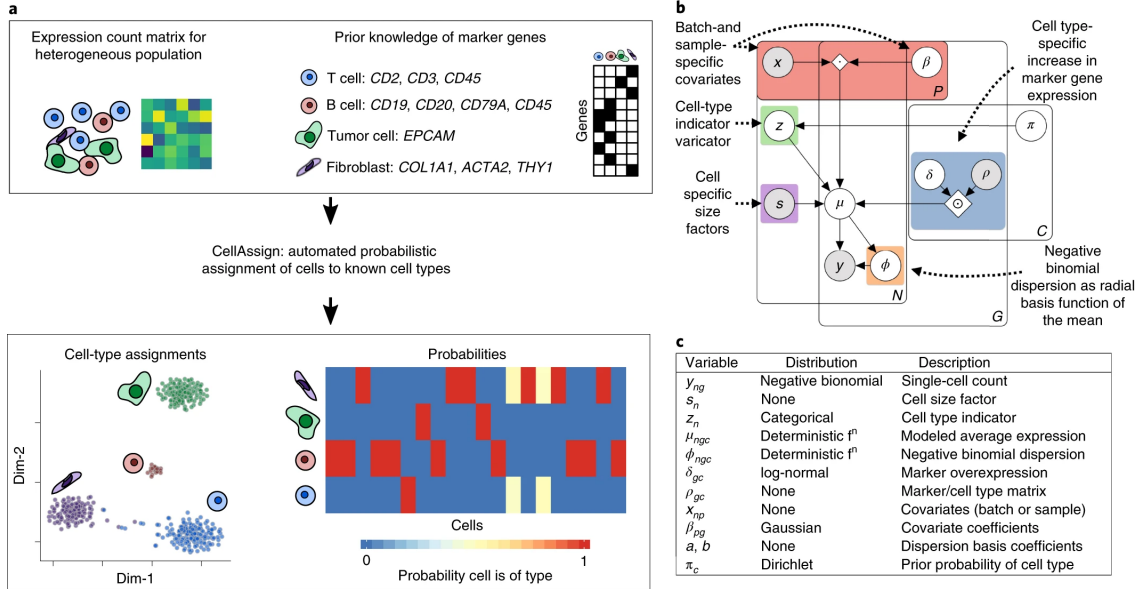 a
Expression count matrix for
heterogeneous population
Prior knowledge of marker genes
T cell: CD2, CD3, CD45
B cell: CD19, CD20, CD79A, CD45
Tumor cell: EPCAM
Fibroblast: COL1A1, ACTA2, THY1
Genes
CellAssign: automated probabilistic
assignment of cells to known cell types
Cell-type assignments
Dim-2
Dim-1
Probabilities
Cells
0
1
Probability cell is of type
b
Batch-and
sample-
specific
covariates
Cell-type
indicator
varicator
Cell
specific
size
factors
Cell type-
specific
increase in
marker gene
expression
Negative
binomial
dispersion as radial
basis function of
the mean
x
β
P
z
π
δ
ρ
s
μ
C
y
ϕ
N
G
c
Variable Distribution Description
y_ng Negative bionomial Single-cell count
s_n None Cell size factor
z_n Categorical Cell type indicator
μ_ngc Deterministic fⁿ Modeled average expression
ϕ_ngc Deterministic fⁿ Negative binomial dispersion
δ_gc log-normal Marker overexpression
ρ_gc None Marker/cell type matrix
x_np None Covariates (batch or sample)
β_pg Gaussian Covariate coefficients
a, b None Dispersion basis coefficients
π_c Dirichlet Prior probability of cell type